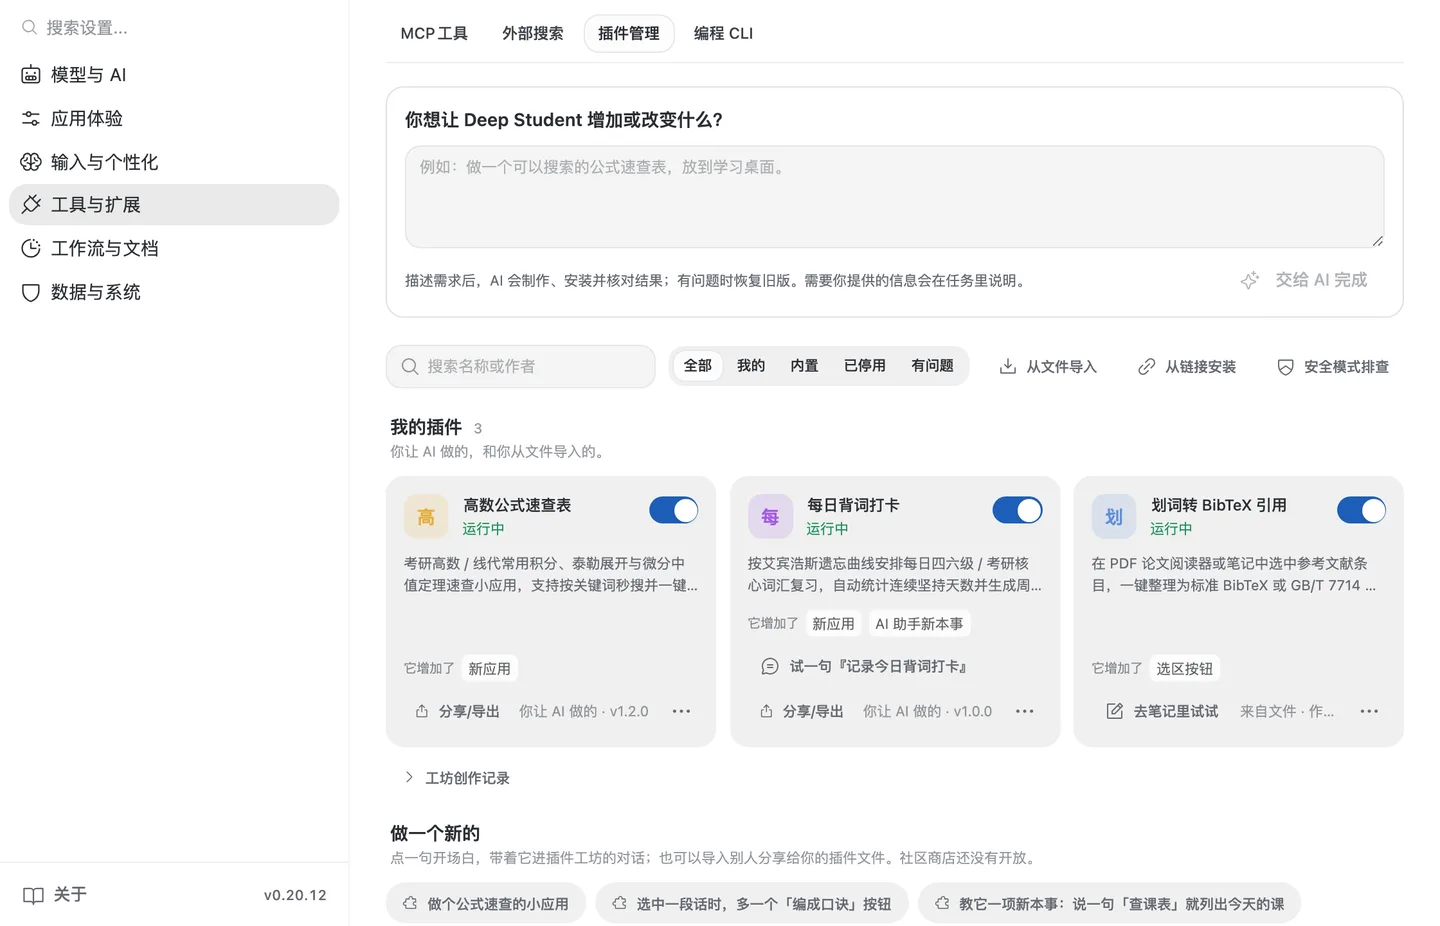 搜索设置...
模型与 AI
应用体验
输入与个性化
工具与扩展
工作流与文档
数据与系统
关于
v0.20.12
MCP 工具
外部搜索
插件管理
编程 CLI
你想让 Deep Student 增加或改变什么?
例如：做一个可以搜索的公式速查表，放到学习桌面。
描述需求后，AI 会制作、安装并核对结果；有问题时恢复旧版。需要你提供的信息会在任务里说明。
交给 AI 完成
搜索名称或作者
全部
我的
内置
已停用
有问题
从文件导入
从链接安装
安全模式排查
我的插件 3
你让 AI 做的，和你从文件导入的。
高
高数公式速查表
运行中
考研高数 / 线代常用积分、泰勒展开与微分中
值定理速查小应用，支持按关键词秒搜并一键...
它增加了 新应用
分享/导出 你让 AI 做的 · v1.2.0
每
每日背词打卡
运行中
按艾宾浩斯遗忘曲线安排每日四六级 / 考研核
心词汇复习，自动统计连续坚持天数并生成周...
它增加了 新应用 AI 助手新本事
试一句『记录今日背词打卡』
分享/导出 你让 AI 做的 · v1.0.0
划
划词转 BibTeX 引用
运行中
在 PDF 论文阅读器或笔记中选中参考文献条
目，一键整理为标准 BibTeX 或 GB/T 7714 ...
它增加了 选区按钮
去笔记里试试 来自文件 · 作...
工坊创作记录
做一个新的
点一句开场白，带着它进插件工坊的对话；也可以导入别人分享给你的插件文件。社区商店还没有开放。
做个公式速查的小应用
选中一段话时，多一个「编成口诀」按钮
教它一项新本事：说一句「查课表」就列出今天的课